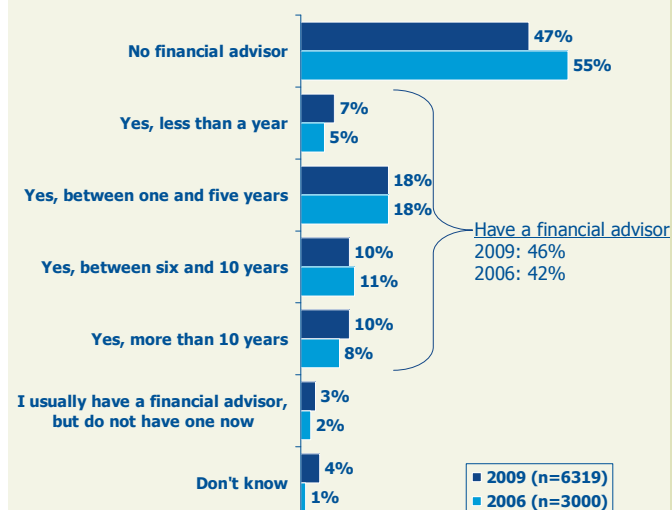 No financial advisor
47%
55%
Yes, less than a year
7%
5%
Yes, between one and five years
18%
18%
Have a financial advisor
2009: 46%
2006: 42%
Yes, between six and 10 years
10%
11%
Yes, more than 10 years
10%
8%
I usually have a financial advisor,
but do not have one now
3%
2%
Don't know
4%
1%
2009 (n=6319)
2006 (n=3000)